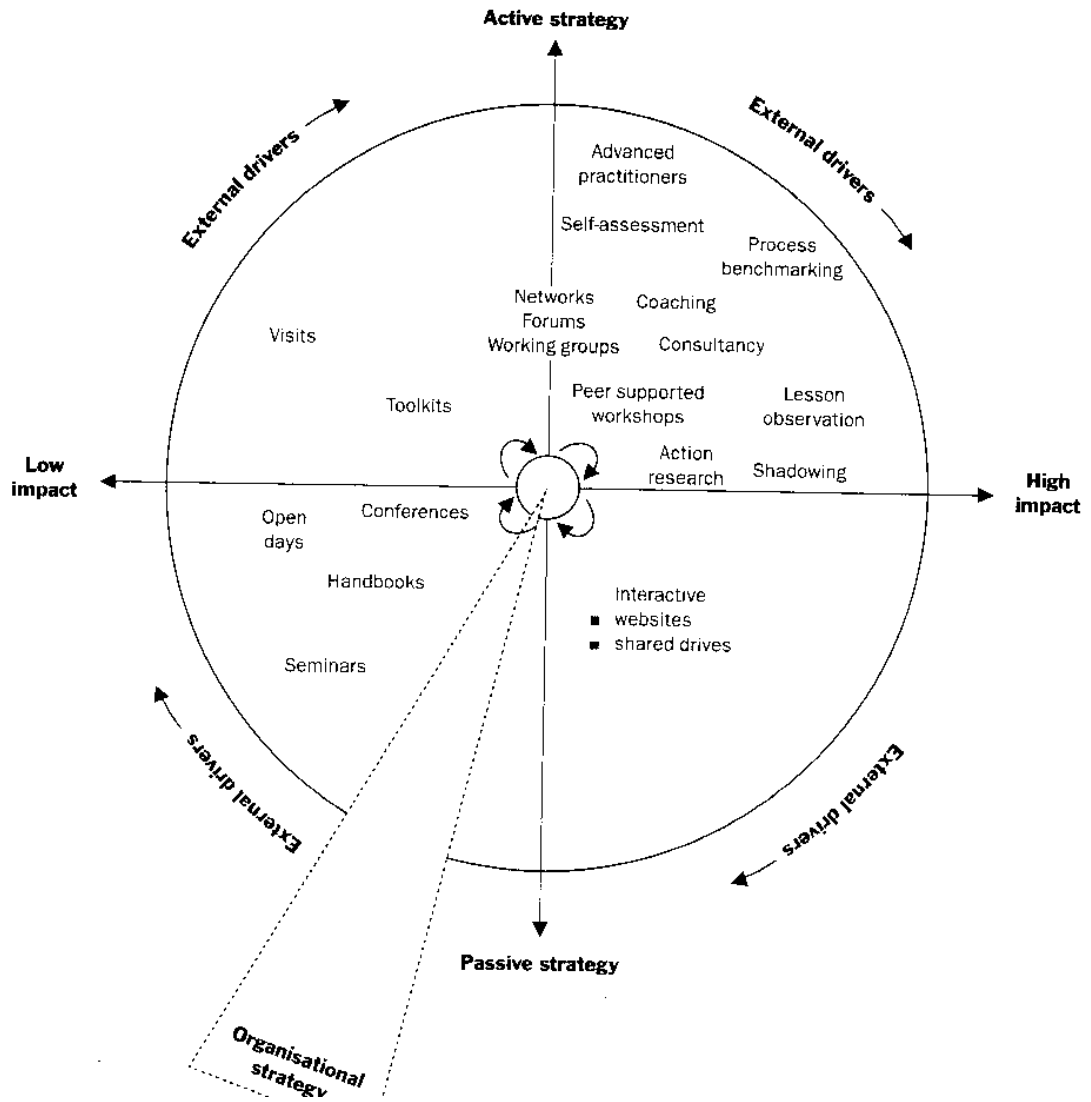 Active strategy
External drivers
External drivers
Advanced
practitioners
Self-assessment
Process
benchmarking
Networks
Forums
Working groups
Coaching
Visits
Consultancy
Toolkits
Peer supported
workshops
Lesson
observation
Low
impact
Action
research
Shadowing
High
impact
Open
days
Conferences
Handbooks
Interactive
■ websites
■ shared drives
Seminars
External drivers
External drivers
Passive strategy
Organisational
strategy